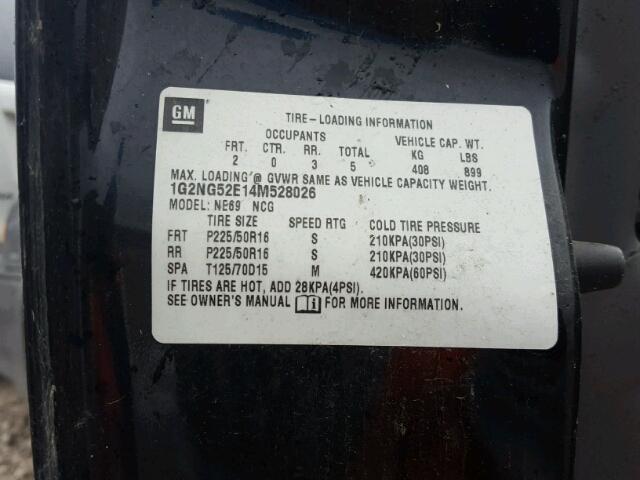 GM
TIRE-LOADING INFORMATION
OCCUPANTS VEHICLE CAP. WT.
FRT. CTR. RR. TOTAL KG LBS
2 0 3 5 408 899
MAX. LOADING @ GVWR SAME AS VEHICLE CAPACITY WEIGHT.
1G2NG52E14M528026
MODEL: NE69 NCG
TIRE SIZE SPEED RTG COLD TIRE PRESSURE
FRT P225/50R16 S 210KPA(30PSI)
RR P225/50R16 S 210KPA(30PSI)
SPA T125/70D15 M 420KPA(60PSI)
IF TIRES ARE HOT, ADD 28KPA(4PSI).
SEE OWNER'S MANUAL FOR MORE INFORMATION.